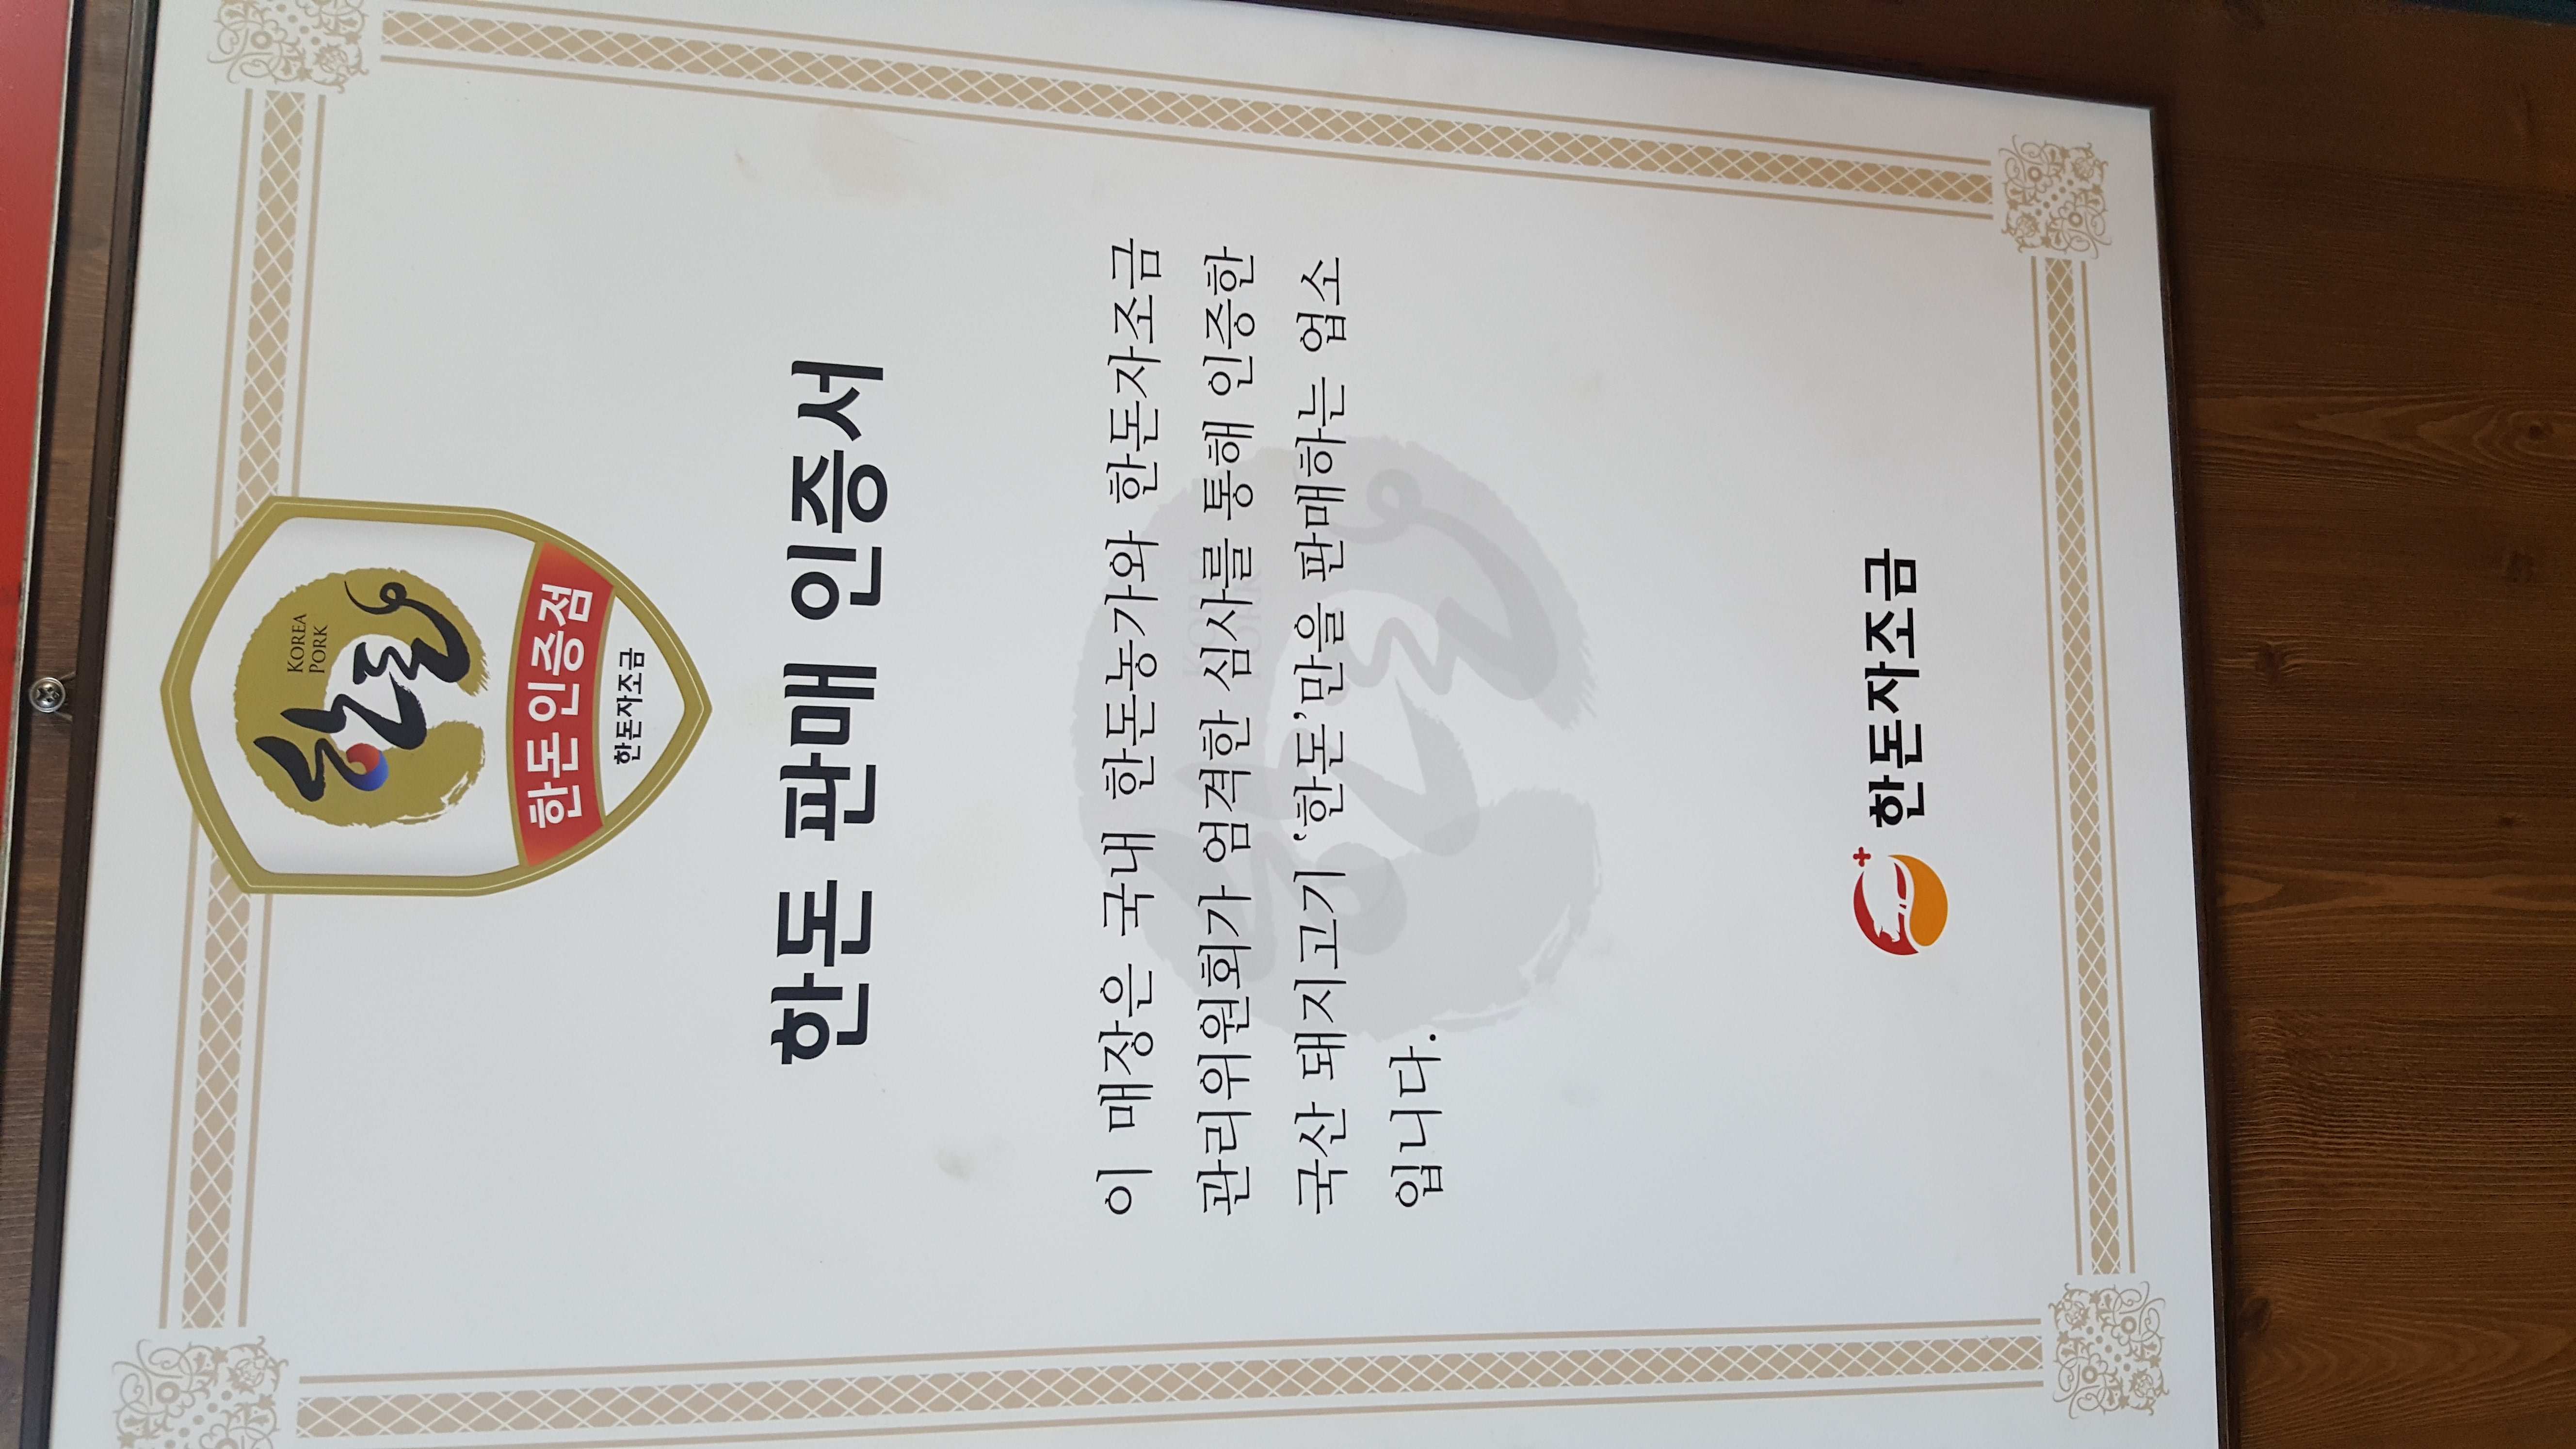 한돈
KOREA
PORK
한돈인증점
한돈자조금
한돈 판매 인증서
이 매장은 국내 한돈농가와 한돈자조금
관리위원회가 엄격한 심사를 통해 인증한
국산 돼지고기 ‘한돈’만을 판매하는 업소
입니다.
한돈자조금